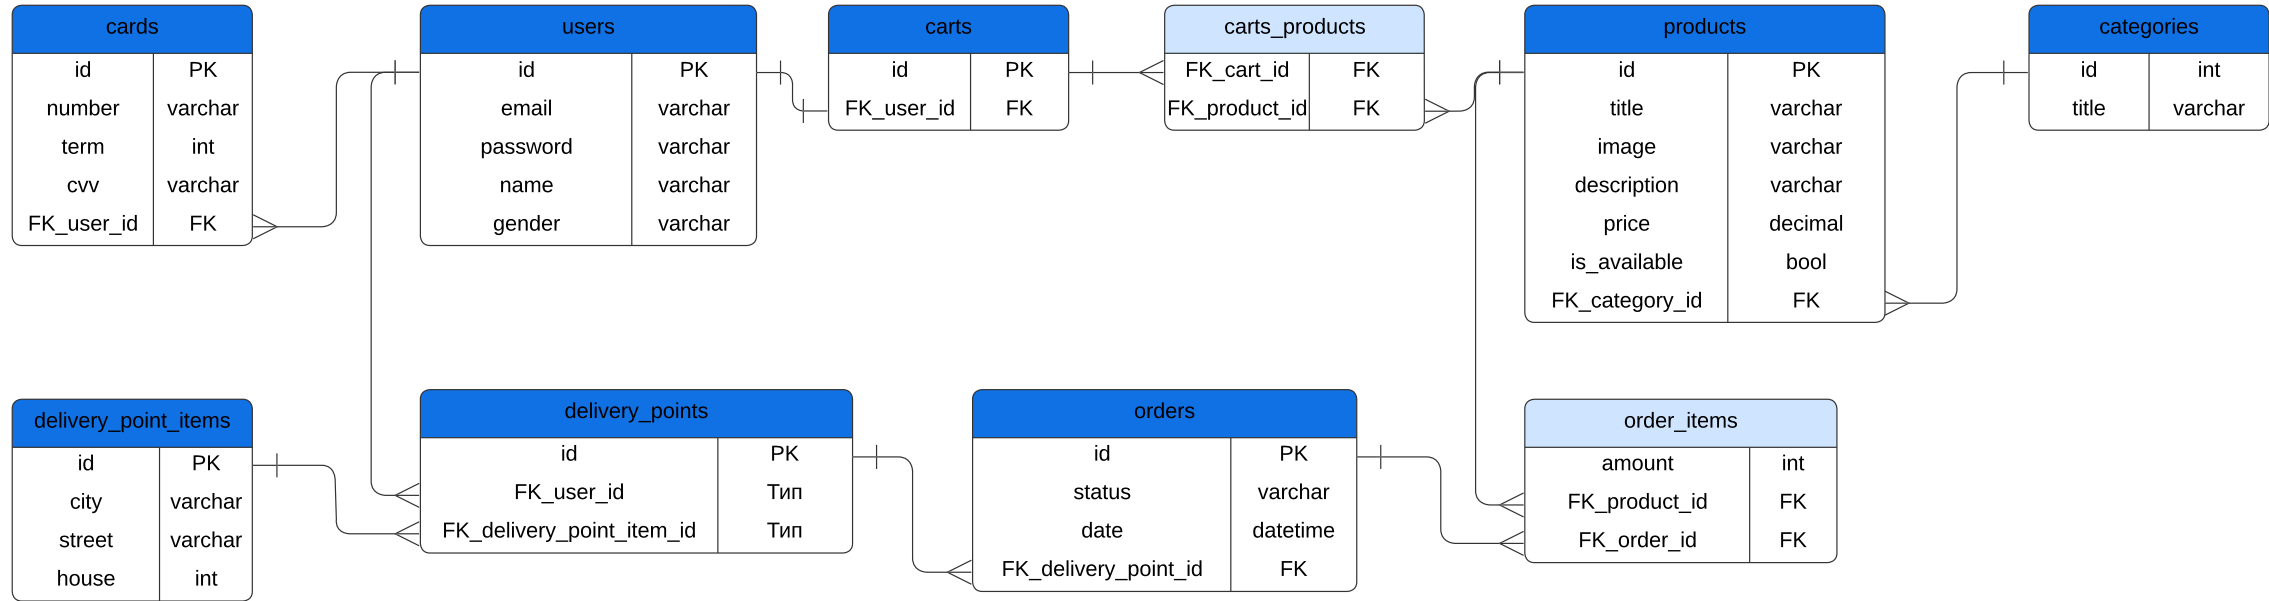 cards
id PK
number varchar
term int
cvv varchar
FK_user_id FK
users
id PK
email varchar
password varchar
name varchar
gender varchar
carts
id PK
FK_user_id FK
carts_products
FK_cart_id FK
FK_product_id FK
products
id PK
title varchar
image varchar
description varchar
price decimal
is_available bool
FK_category_id FK
categories
id int
title varchar
delivery_point_items
id PK
city varchar
street varchar
house int
delivery_points
id PK
FK_user_id Тип
FK_delivery_point_item_id Тип
orders
id PK
status varchar
date datetime
FK_delivery_point_id FK
order_items
amount int
FK_product_id FK
FK_order_id FK